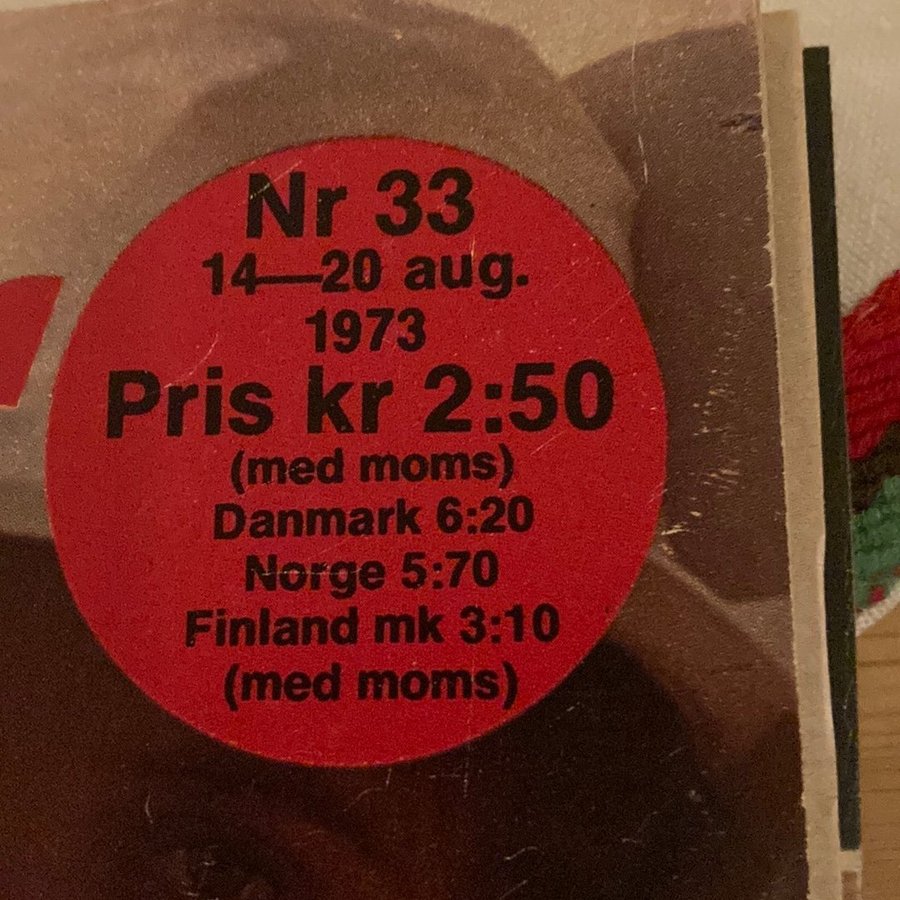 Nr 33
14—20 aug.
1973
Pris kr 2:50
(med moms)
Danmark 6:20
Norge 5:70
Finland mk 3:10
(med moms)